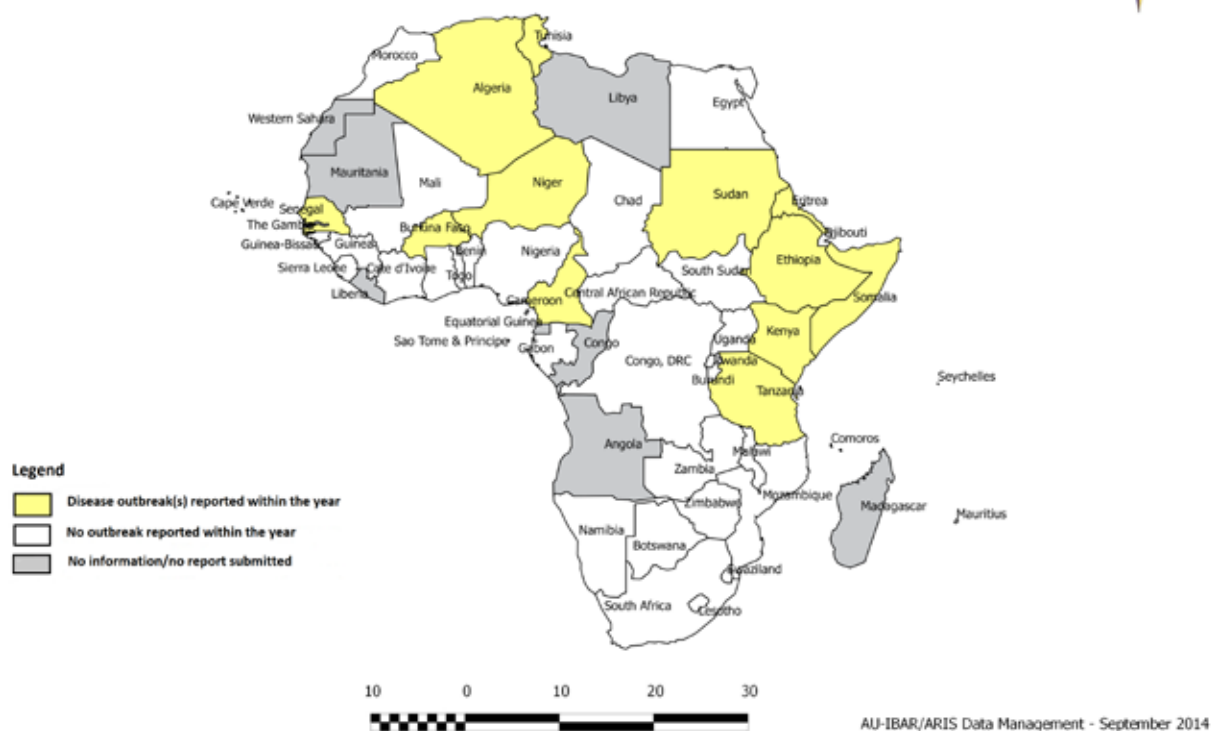 Tunisia
Morocco
Algeria
Libya
Egypt
Western Sahara
Mauritania
Mali
Niger
Chad
Sudan
Eritrea
Cape Verde
Senegal
The Gambi
Burkina Faso
Djibouti
Guinea-Bissau
Guinea
Benin
Nigeria
Ethiopia
Sierra Leone
Cote d'Ivoire
Togo
South Sudan
Liberia
Cameroon
Central African Republic
Somalia
Equatorial Guinea
Sao Tome & Principe
Gabon
Congo
Congo, DRC
Uganda
Kenya
Rwanda
Burundi
Tanzania
Seychelles
Comoros
Angola
Zambia
Malawi
Mozambique
Madagascar
Mauritius
Zimbabwe
Namibia
Botswana
Swaziland
South Africa
Lesotho
Legend
Disease outbreak(s) reported within the year
No outbreak reported within the year
No information/no report submitted
10 0 10 20 30
AU-IBAR/ARIS Data Management - September 2014